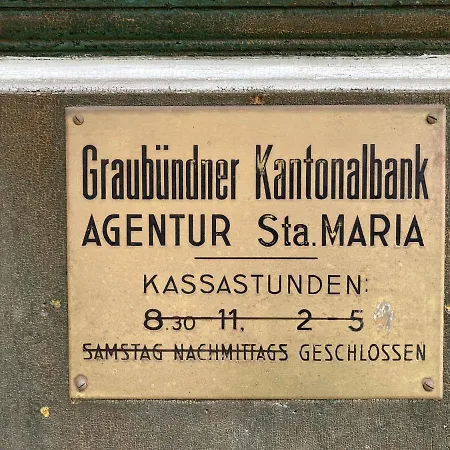 Graubündner Kantonalbank
AGENTUR Sta. MARIA
KASSASTUNDEN:
8.30 11. 2-5
SAMSTAG NACHMITTAGS GESCHLOSSEN